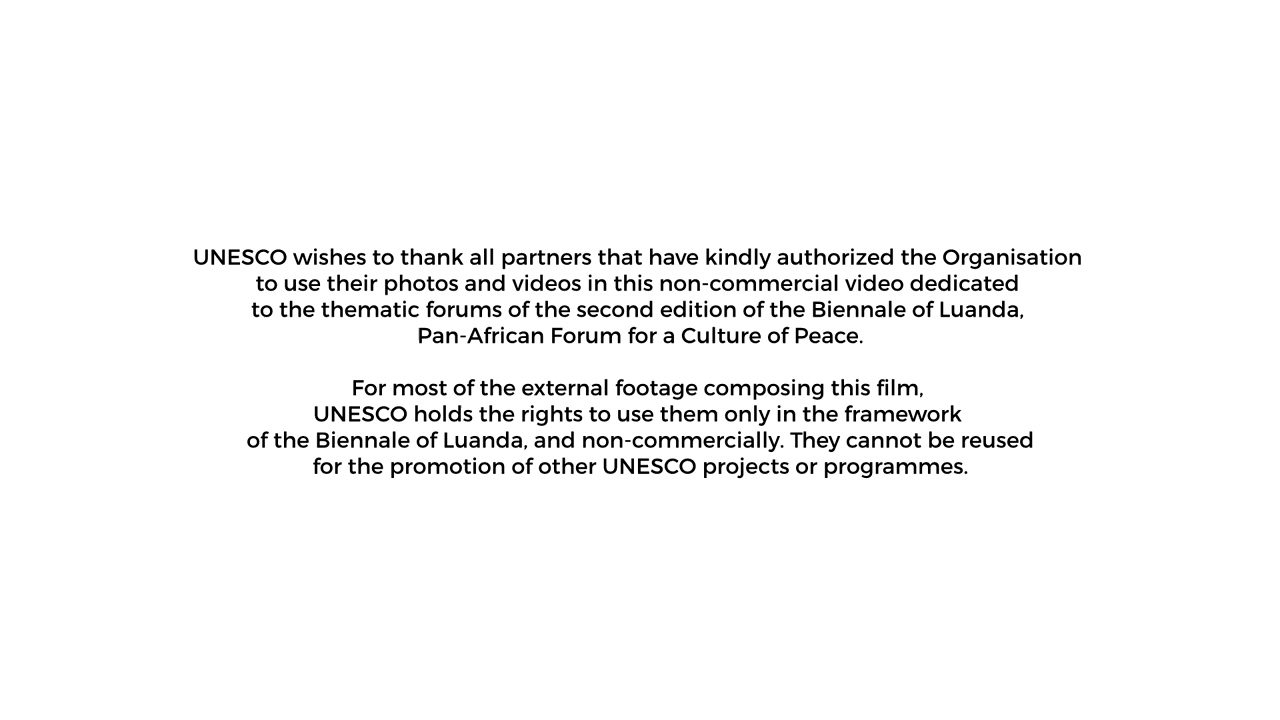 UNESCO wishes to thank all partners that have kindly authorized the Organisation
to use their photos and videos in this non-commercial video dedicated
to the thematic forums of the second edition of the Biennale of Luanda,
Pan-African Forum for a Culture of Peace.
For most of the external footage composing this film,
UNESCO holds the rights to use them only in the framework
of the Biennale of Luanda, and non-commercially. They cannot be reused
for the promotion of other UNESCO projects or programmes.